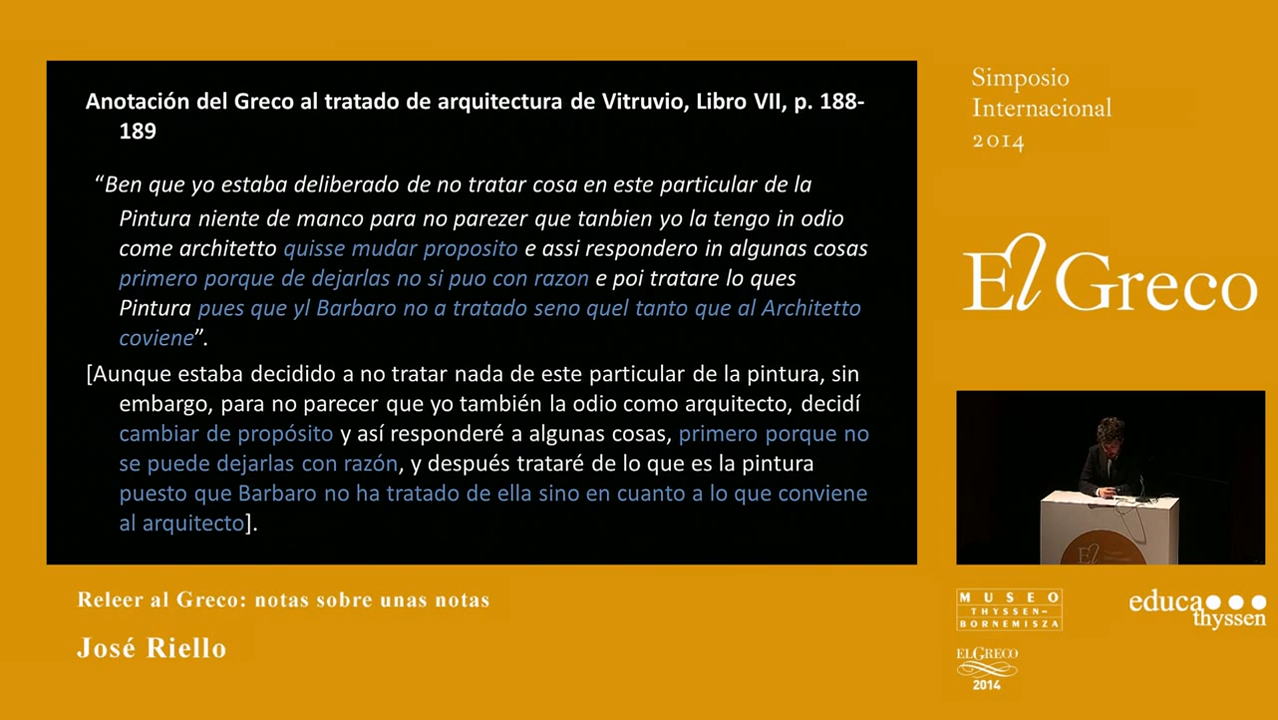 Anotación del Greco al tratado de arquitectura de Vitruvio, Libro VII, p. 188-
189
“Ben que yo estaba deliberado de no tratar cosa en este particular de la
Pintura niente de manco para no parezer que tanbien yo la tengo in odio
come architetto quisse mudar proposito e assi respondero in algunas cosas
primero porque de dejarlas no si puo con razon e poi tratare lo ques
Pintura pues que yl Barbaro no a tratado seno quel tanto que al Architetto
coviene”.
[Aunque estaba decidido a no tratar nada de este particular de la pintura, sin
embargo, para no parecer que yo también la odio como arquitecto, decidí
cambiar de propósito y así responderé a algunas cosas, primero porque no
se puede dejarlas con razón, y después trataré de lo que es la pintura
puesto que Barbaro no ha tratado de ella sino en cuanto a lo que conviene
al arquitecto].
Releer al Greco: notas sobre unas notas
José Riello
Simposio
Internacional
2014
El Greco
El
MUSEO
THYSSEN-
BORNEMISZA
educa
thyssen
EL GRECO
2014